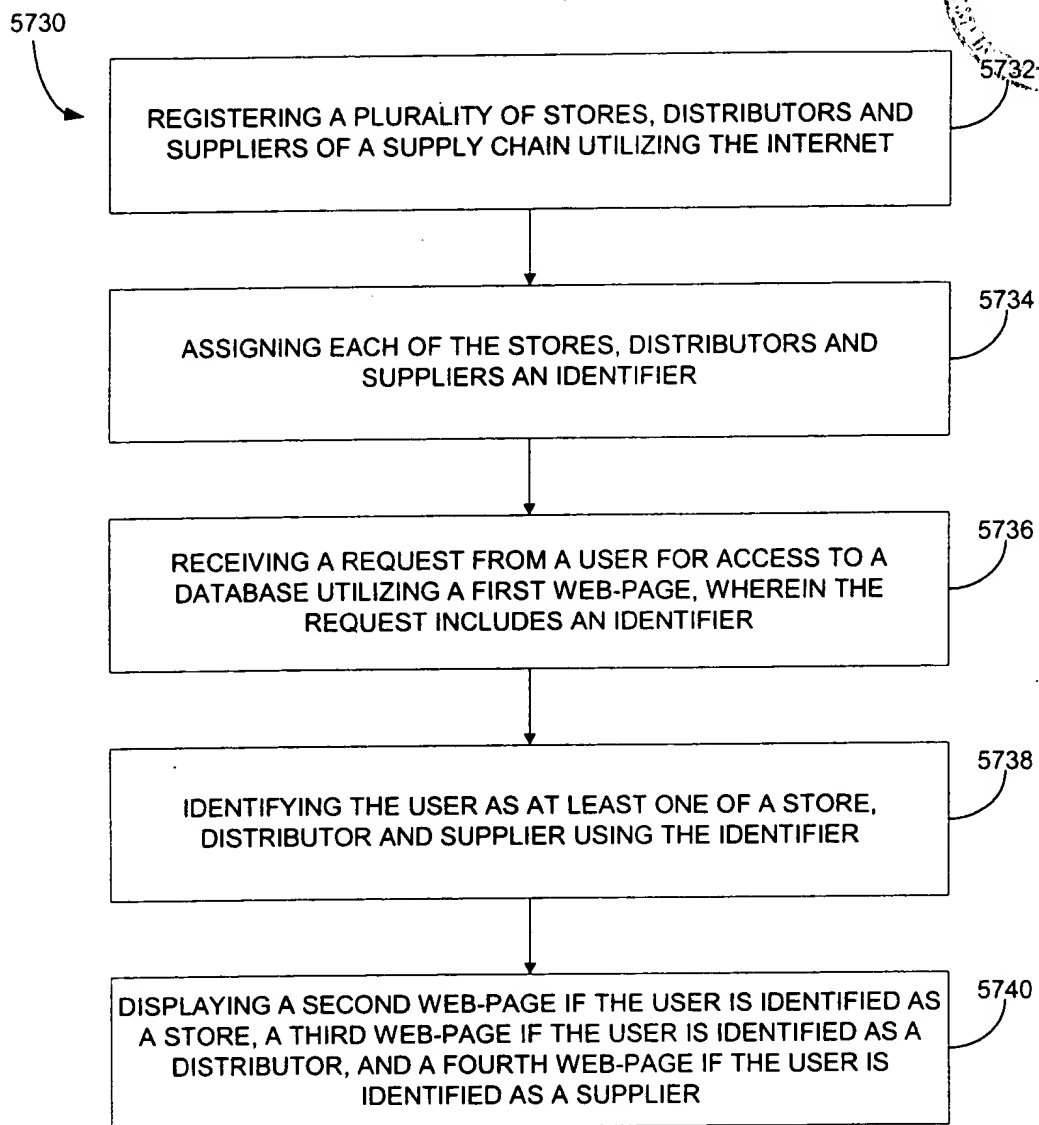 5730
5732
REGISTERING A PLURALITY OF STORES, DISTRIBUTORS AND
SUPPLIERS OF A SUPPLY CHAIN UTILIZING THE INTERNET
5734
ASSIGNING EACH OF THE STORES, DISTRIBUTORS AND
SUPPLIERS AN IDENTIFIER
5736
RECEIVING A REQUEST FROM A USER FOR ACCESS TO A
DATABASE UTILIZING A FIRST WEB-PAGE, WHEREIN THE
REQUEST INCLUDES AN IDENTIFIER
5738
IDENTIFYING THE USER AS AT LEAST ONE OF A STORE,
DISTRIBUTOR AND SUPPLIER USING THE IDENTIFIER
5740
DISPLAYING A SECOND WEB-PAGE IF THE USER IS IDENTIFIED AS
A STORE, A THIRD WEB-PAGE IF THE USER IS IDENTIFIED AS A
DISTRIBUTOR, AND A FOURTH WEB-PAGE IF THE USER IS
IDENTIFIED AS A SUPPLIER